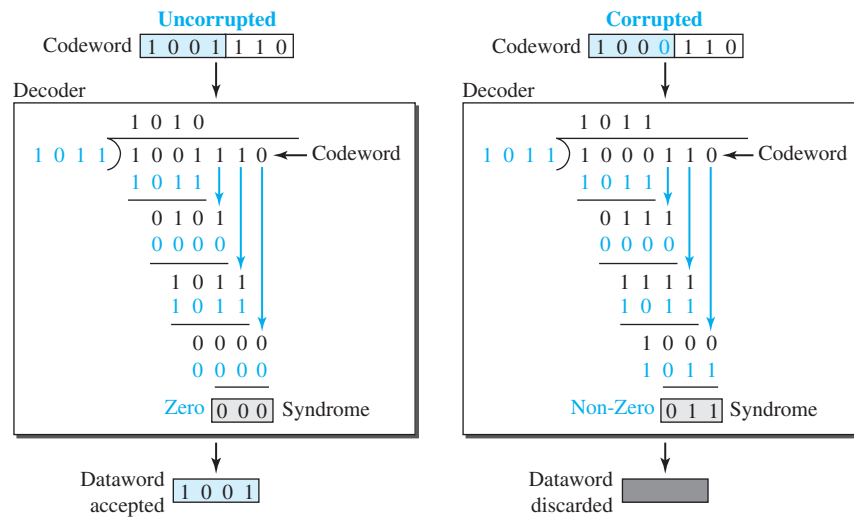 Uncorrupted
Codeword 1 0 0 1 1 1 0
Decoder
1 0 1 0
1 0 1 1 1 0 0 1 1 1 0 Codeword
1 0 1 1
0 1 0 1
0 0 0 0
1 0 1 1
1 0 1 1
0 0 0 0
0 0 0 0
Zero 0 0 0 Syndrome
Dataword
accepted 1 0 0 1
Corrupted
Codeword 1 0 0 0 1 1 0
Decoder
1 0 1 1
1 0 1 1 1 0 0 0 1 1 0 Codeword
1 0 1 1
0 1 1 1
0 0 0 0
1 1 1 1
1 0 1 1
1 0 0 0
1 0 1 1
Non-Zero 0 1 1 Syndrome
Dataword
discarded